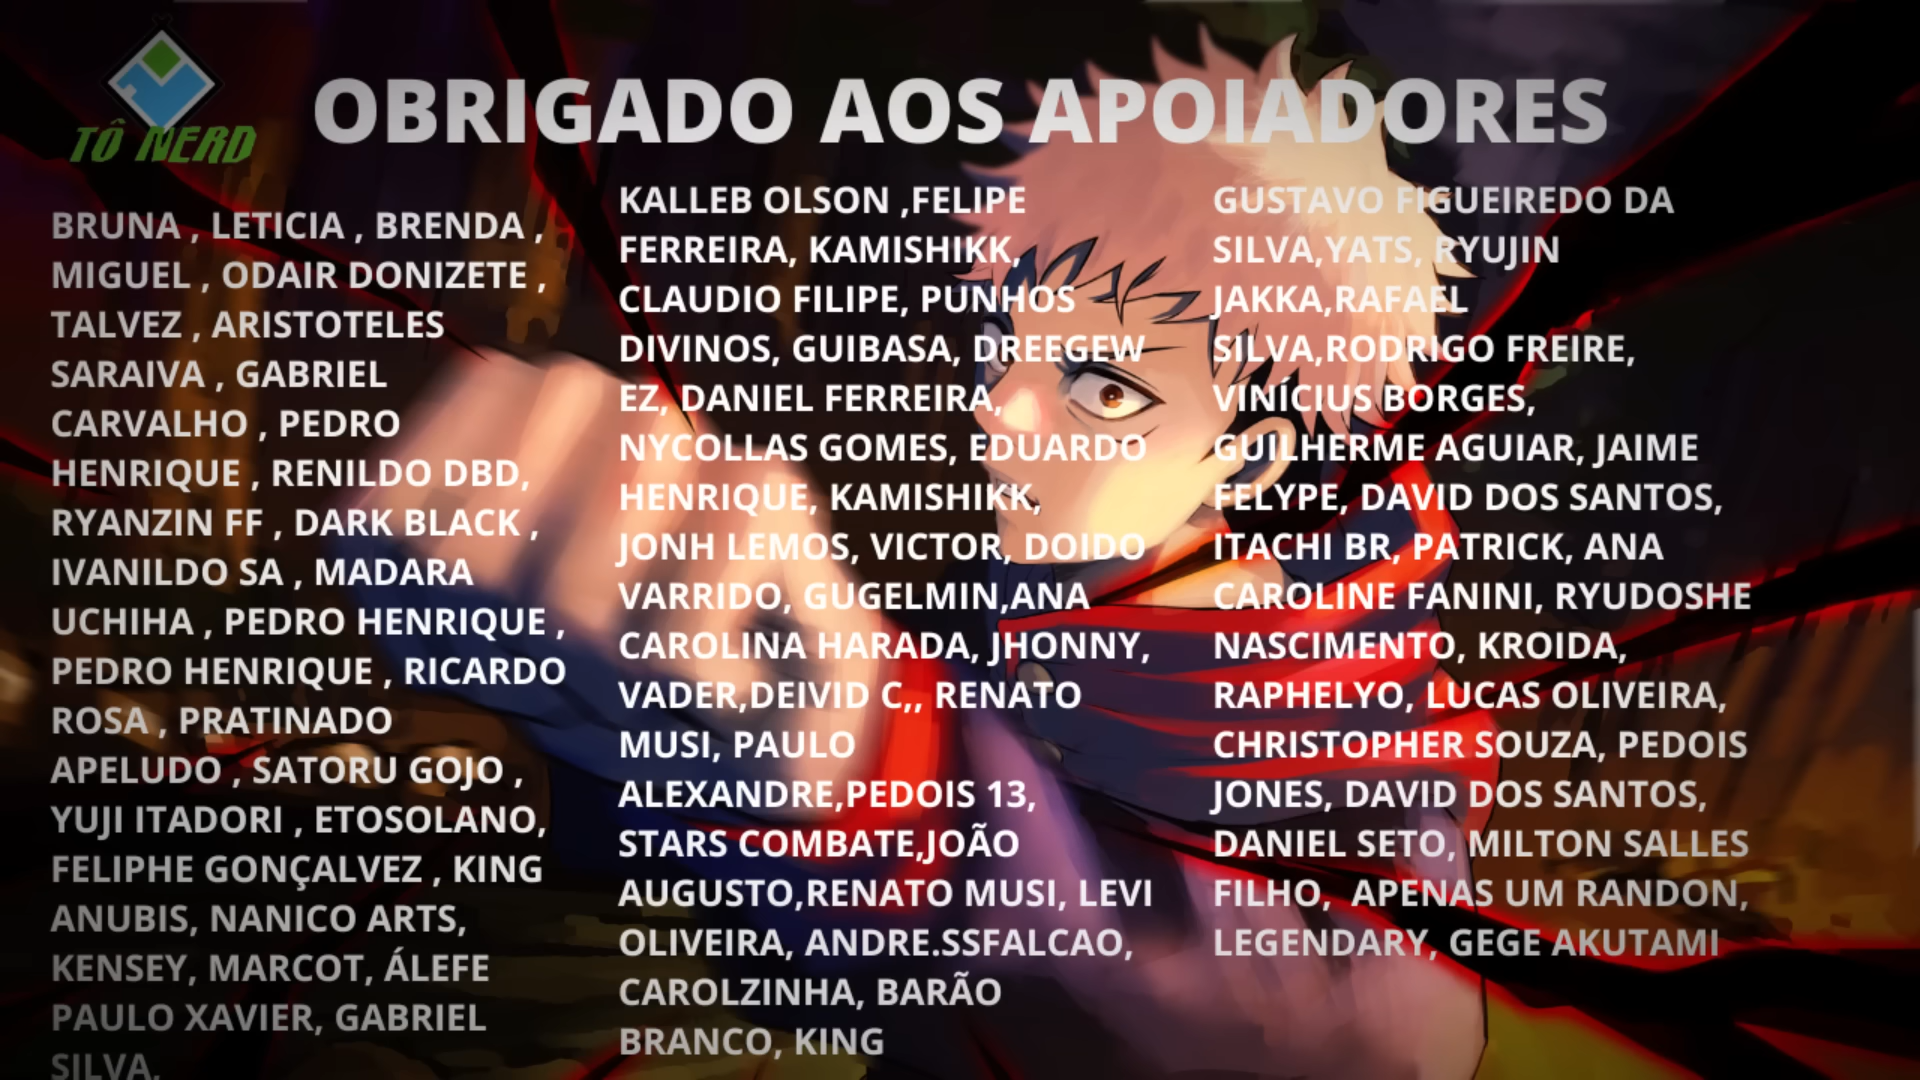 TÔ NERD
OBRIGADO AOS APOIADORES
BRUNA , LETICIA , BRENDA ,
MIGUEL , ODAIR DONIZETE ,
TALVEZ , ARISTOTELES
SARAIVA , GABRIEL
CARVALHO , PEDRO
HENRIQUE , RENILDO DBD,
RYANZIN FF , DARK BLACK ,
IVANILDO SA , MADARA
UCHIHA , PEDRO HENRIQUE ,
PEDRO HENRIQUE , RICARDO
ROSA , PRATINADO
APELUDO , SATORU GOJO ,
YUJI ITADORI , ETOSOLANO,
FELIPHE GONÇALVEZ , KING
ANUBIS, NANICO ARTS,
KENSEY, MARCOT, ÁLEFE
PAULO XAVIER, GABRIEL
SILVA,
KALLEB OLSON ,FELIPE
FERREIRA, KAMISHIKK,
CLAUDIO FILIPE, PUNHOS
DIVINOS, GUIBASA, DREEGEW
EZ, DANIEL FERREIRA,
NYCOLLAS GOMES, EDUARDO
HENRIQUE, KAMISHIKK,
JONH LEMOS, VICTOR, DOIDO
VARRIDO, GUGELMIN,ANA
CAROLINA HARADA, JHONNY,
VADER,DEIVID C,, RENATO
MUSI, PAULO
ALEXANDRE,PEDOIS 13,
STARS COMBATE,JOÃO
AUGUSTO,RENATO MUSI, LEVI
OLIVEIRA, ANDRE.SSFALCAO,
CAROLZINHA, BARÃO
BRANCO, KING
GUSTAVO FIGUEIREDO DA
SILVA,YATS, RYUJIN
JAKKA,RAFAEL
SILVA,RODRIGO FREIRE,
VINÍCIUS BORGES,
GUILHERME AGUIAR, JAIME
FELYPE, DAVID DOS SANTOS,
ITACHI BR, PATRICK, ANA
CAROLINE FANINI, RYUDOSHE
NASCIMENTO, KROIDA,
RAPHELYO, LUCAS OLIVEIRA,
CHRISTOPHER SOUZA, PEDOIS
JONES, DAVID DOS SANTOS,
DANIEL SETO, MILTON SALLES
FILHO,  APENAS UM RANDON,
LEGENDARY, GEGE AKUTAMI